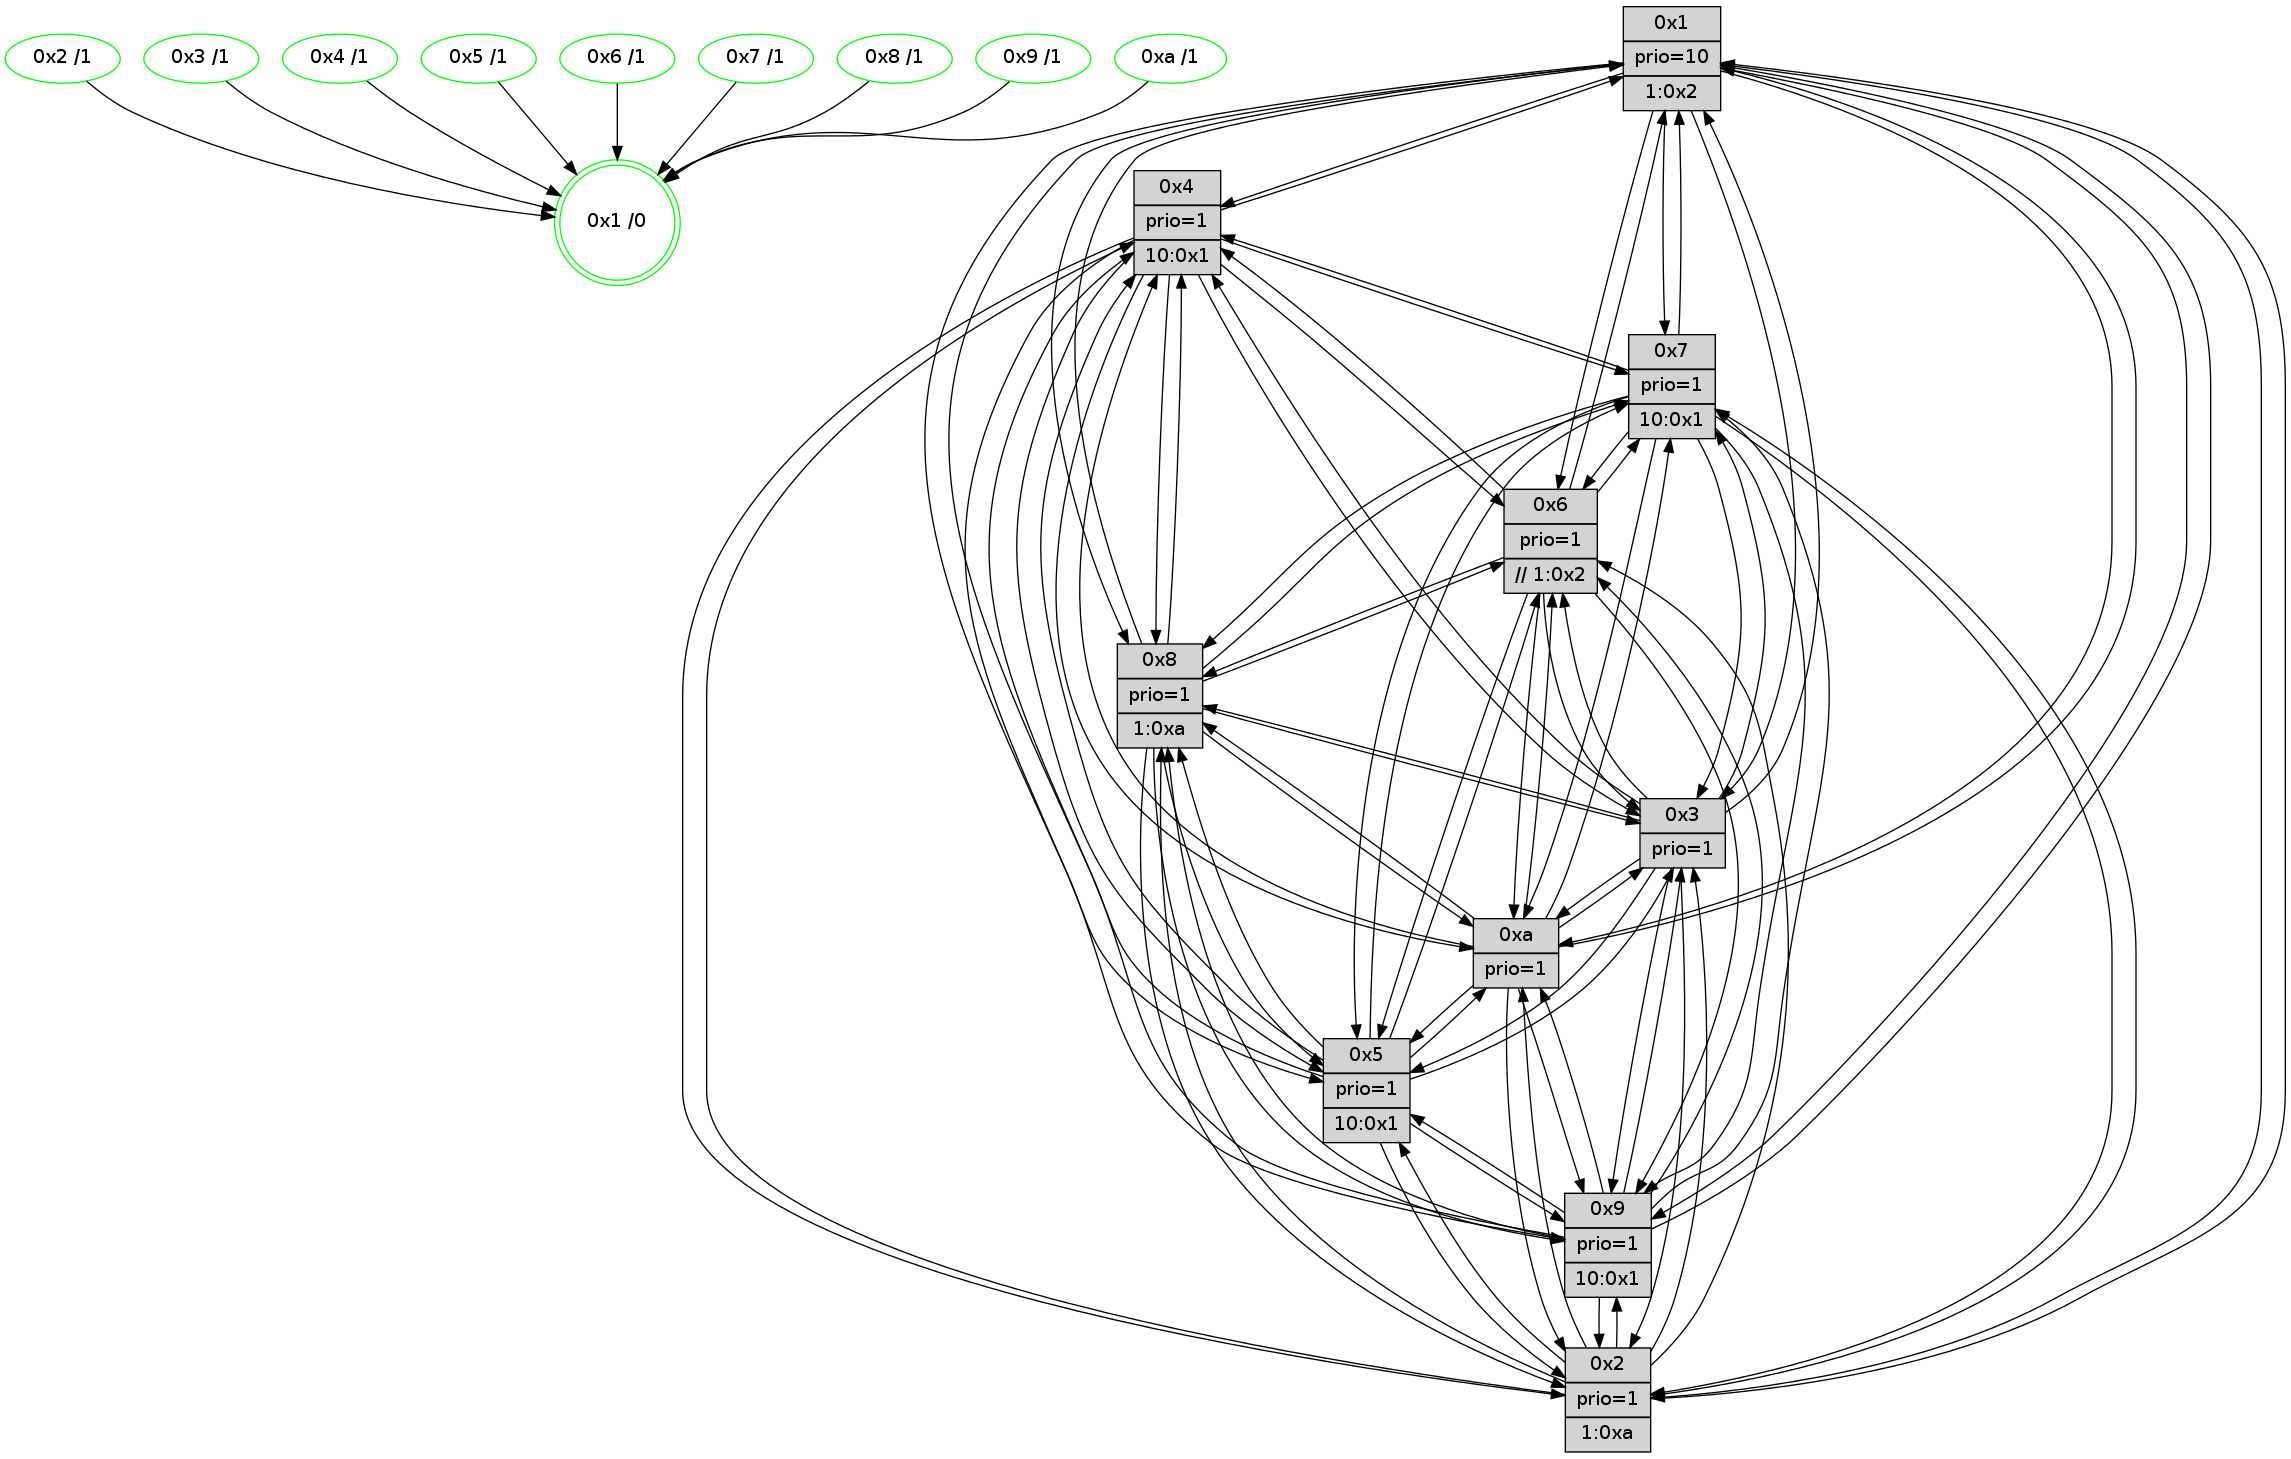 0x2 /1
0x3 /1
0x4 /1
0x5 /1
0x6 /1
0x7 /1
0x8 /1
0x9 /1
0xa /1
0x1 /0
0x1
prio=10
1:0x2
0x4
prio=1
10:0x1
0x7
prio=1
10:0x1
0x6
prio=1
// 1:0x2
0x8
prio=1
1:0xa
0x3
prio=1
0xa
prio=1
0x5
prio=1
10:0x1
0x9
prio=1
10:0x1
0x2
prio=1
1:0xa